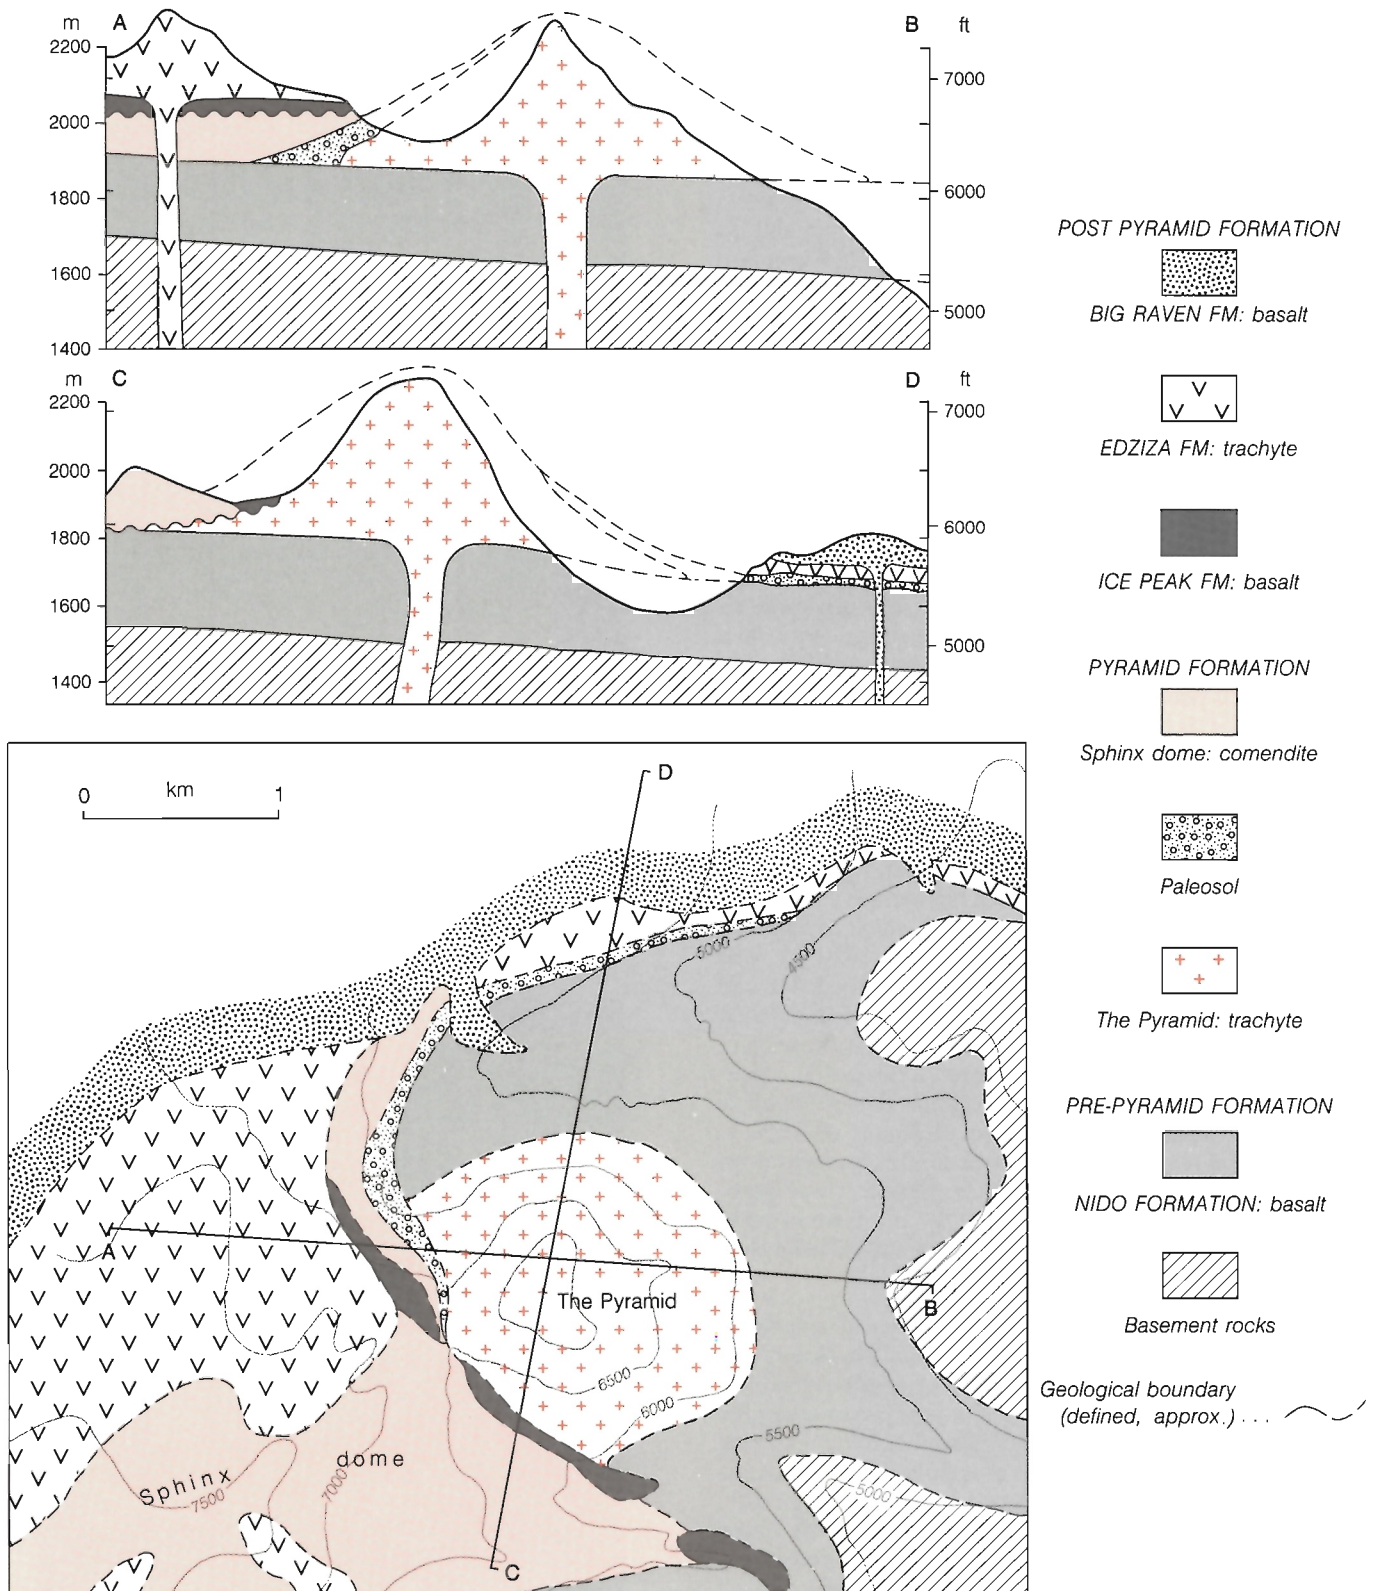 m A B ft
2200
2000
1800
1600
1400
7000
6000
5000
m C D ft
2200
2000
1800
1600
1400
7000
6000
5000
POST PYRAMID FORMATION
BIG RAVEN FM: basalt
EDZIZA FM: trachyte
ICE PEAK FM: basalt
PYRAMID FORMATION
Sphinx dome: comendite
Paleosol
The Pyramid: trachyte
PRE-PYRAMID FORMATION
NIDO FORMATION: basalt
Basement rocks
Geological boundary
(defined, approx.) . . .
0 km 1
D
5000
4500
A
B
The Pyramid
6500
6000
5500
5000
Sphinx dome
7500
7000
C